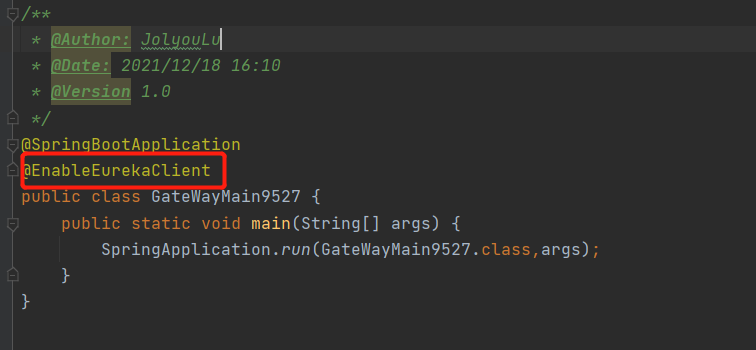 /**
 * @Author: JolyouLu
 * @Date: 2021/12/18 16:10
 * @Version 1.0
 */
@SpringBootApplication
@EnableEurekaClient
public class GateWayMain9527 {
    public static void main(String[] args) {
        SpringApplication.run(GateWayMain9527.class,args);
    }
}